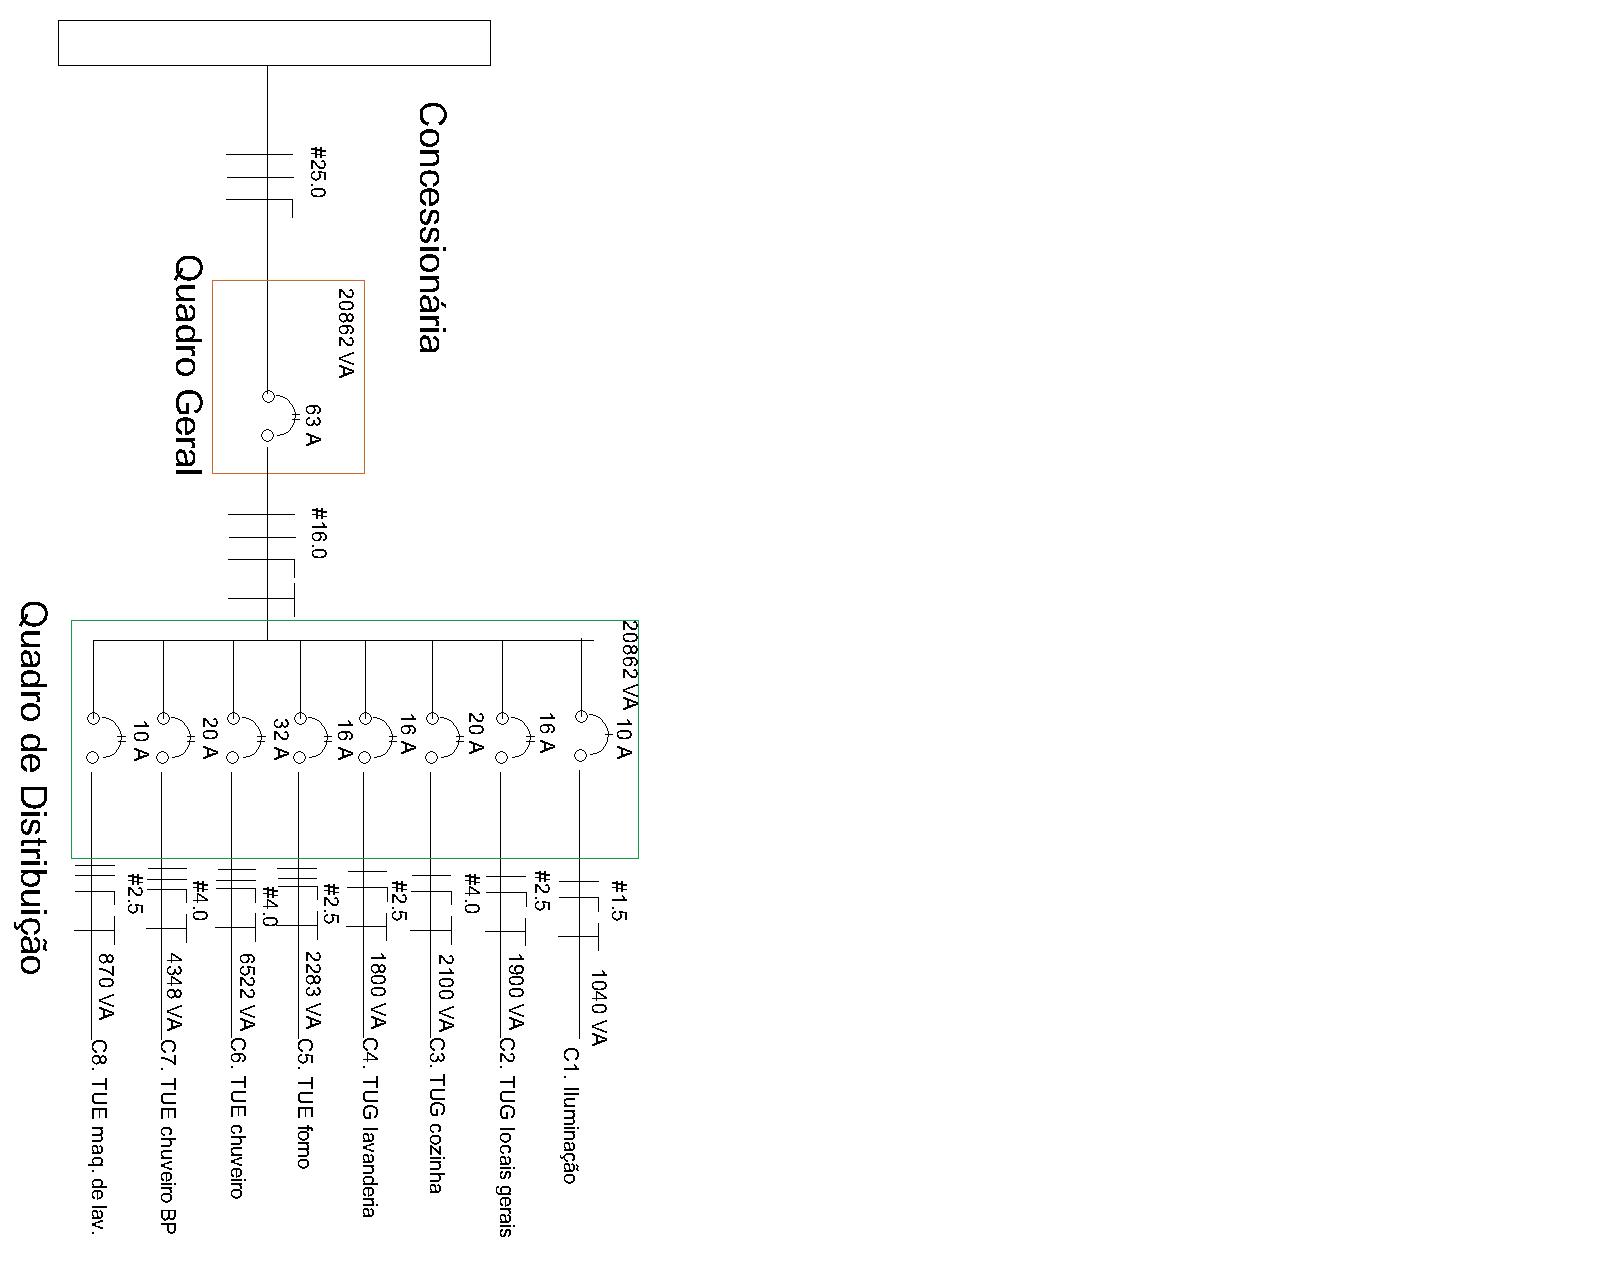 Concessionária
#25.0
Quadro Geral
20862 VA
63 A
#16.0
Quadro de Distribuição
20862 VA
10 A
#1.5
1040 VA
C1. Iluminação
16 A
#2.5
1900 VA
C2. TUG locais gerais
20 A
#4.0
2100 VA
C3. TUG cozinha
16 A
#2.5
1800 VA
C4. TUG lavanderia
16 A
#2.5
2283 VA
C5. TUE forno
32 A
#4.0
6522 VA
C6. TUE chuveiro
20 A
#4.0
4348 VA
C7. TUE chuveiro BP
10 A
#2.5
870 VA
C8. TUE maq. de lav.